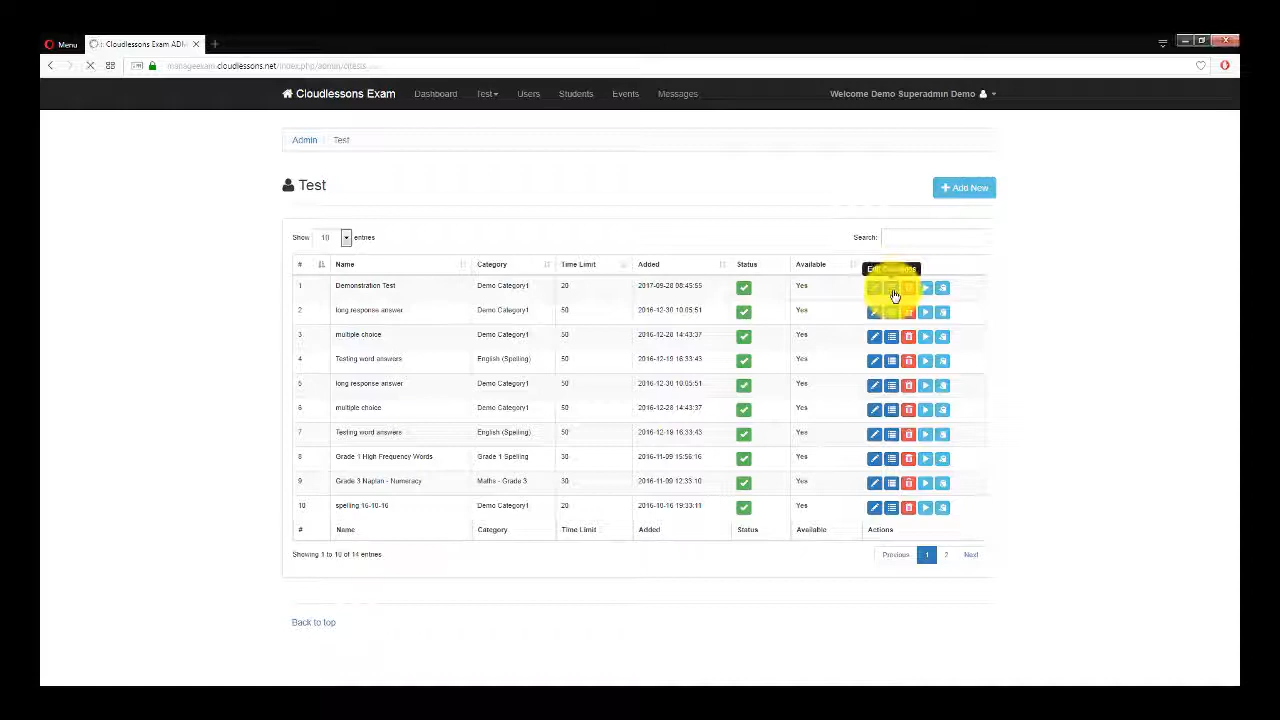 Menu
: Cloudlessons Exam ADM
manageexam.cloudlessons.net/index.php/admin/d/tests
Cloudlessons Exam Dashboard Test Users Students Events Messages Welcome Demo Superadmin Demo
Admin Test
Test
Add New
Show 10 entries Search:
# Name Category Time Limit Added Status Available
1 Demonstration Test Demo Category1 20 2017-09-28 08:45:55 Yes
2 long response answer Demo Category1 50 2016-12-30 10:05:51 Yes
3 multiple choice Demo Category1 50 2016-12-28 14:43:37 Yes
4 Testing word answers English (Spelling) 50 2016-12-19 16:33:43 Yes
5 long response answer Demo Category1 50 2016-12-30 10:05:51 Yes
6 multiple choice Demo Category1 50 2016-12-28 14:43:37 Yes
7 Testing word answers English (Spelling) 50 2016-12-19 16:33:43 Yes
8 Grade 1 High Frequency Words Grade 1 Spelling 30 2016-11-09 15:56:16 Yes
9 Grade 3 Naplan - Numeracy Maths - Grade 3 30 2016-11-09 12:33:10 Yes
10 spelling 16-10-16 Demo Category1 20 2016-10-16 19:33:11 Yes
# Name Category Time Limit Added Status Available Actions
Showing 1 to 10 of 14 entries Previous 1 2 Next
Back to top